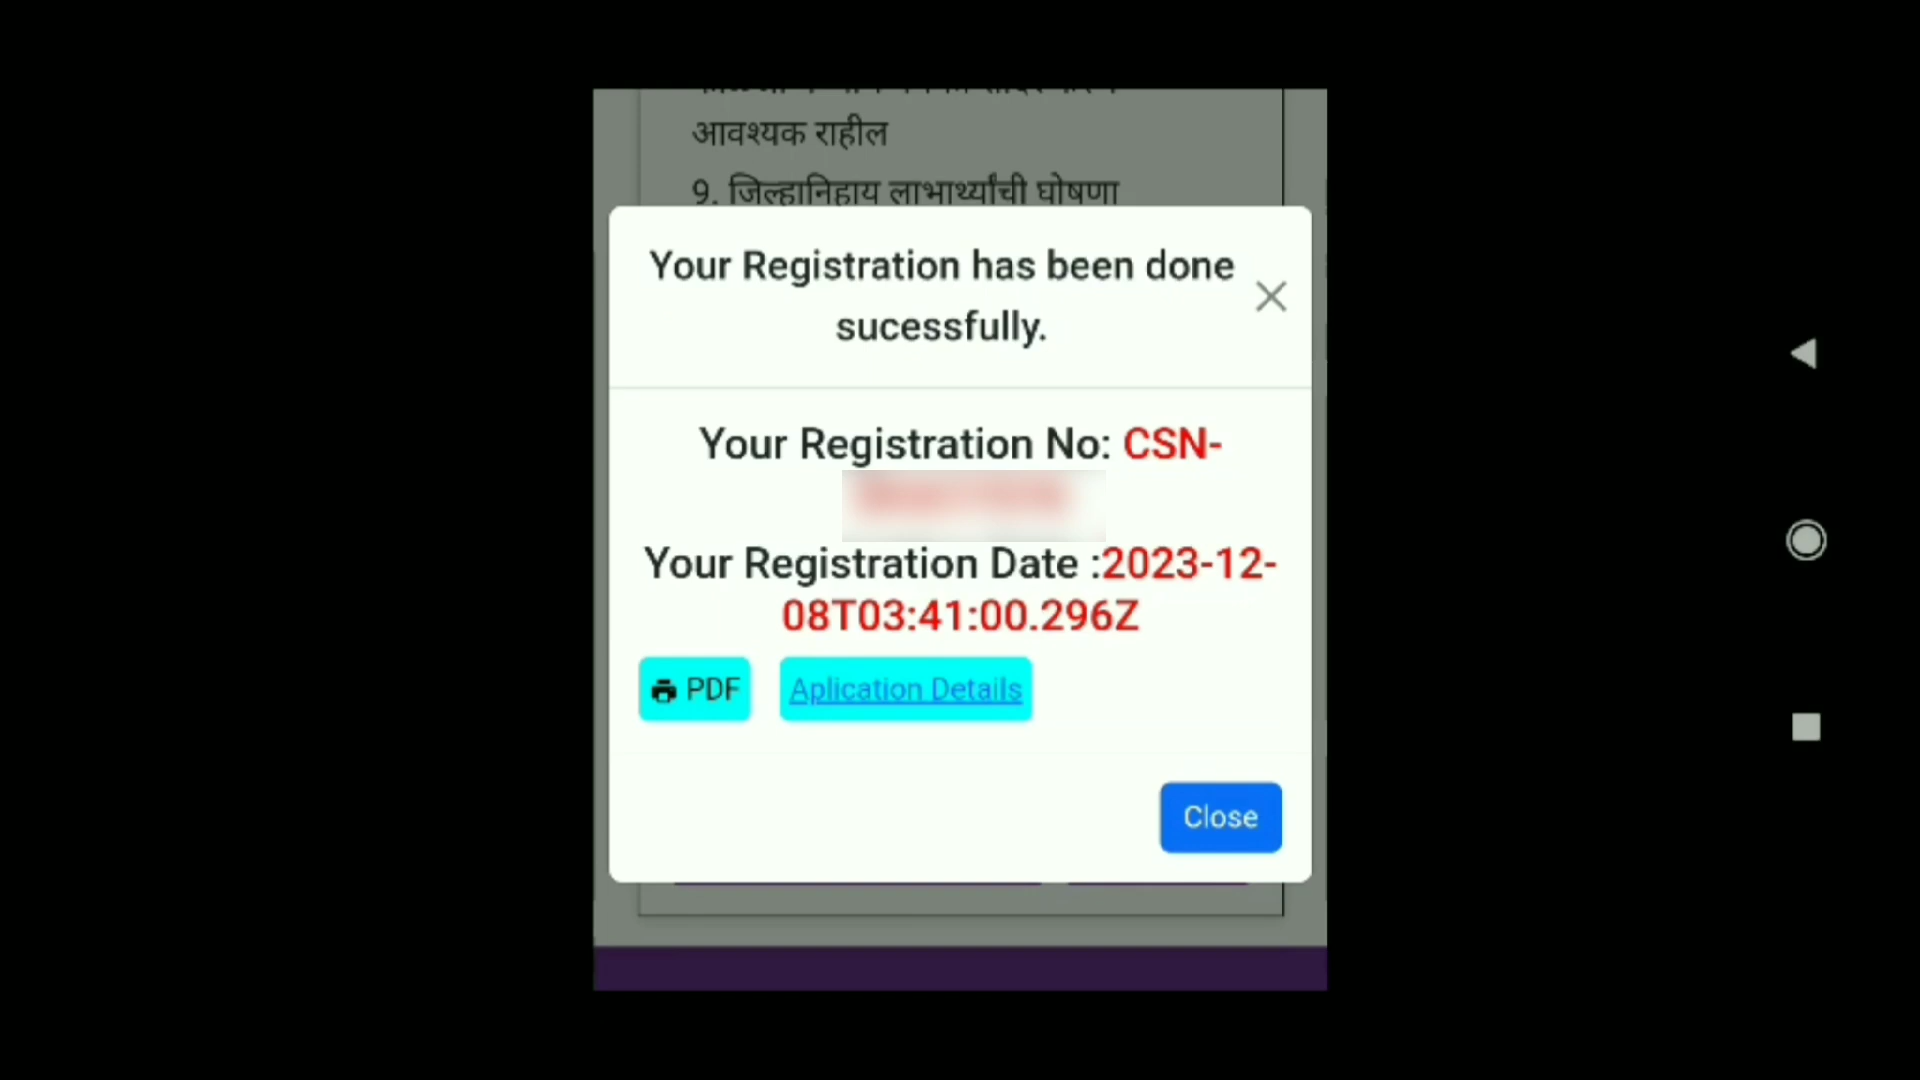 आवश्यक राहील
9. जिल्हानिहाय लाभार्थ्यांची घोषणा
Your Registration has been done
sucessfully.
Your Registration No: CSN-
Your Registration Date :2023-12-
08T03:41:00.296Z
PDF
Aplication Details
Close